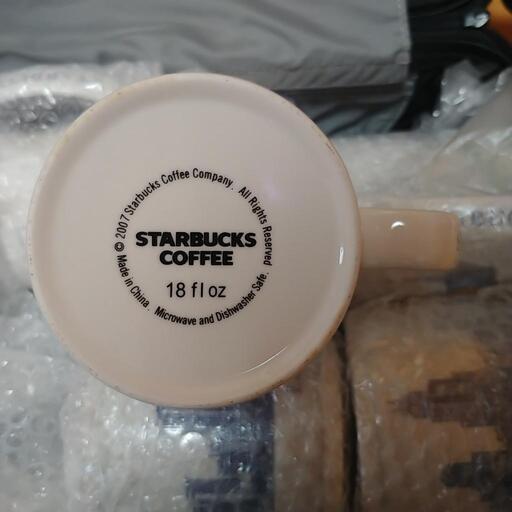 © 2007 Starbucks Coffee Company. All Rights Reserved
STARBUCKS
COFFEE
18 fl oz
Made in China. Microwave and Dishwasher Safe.